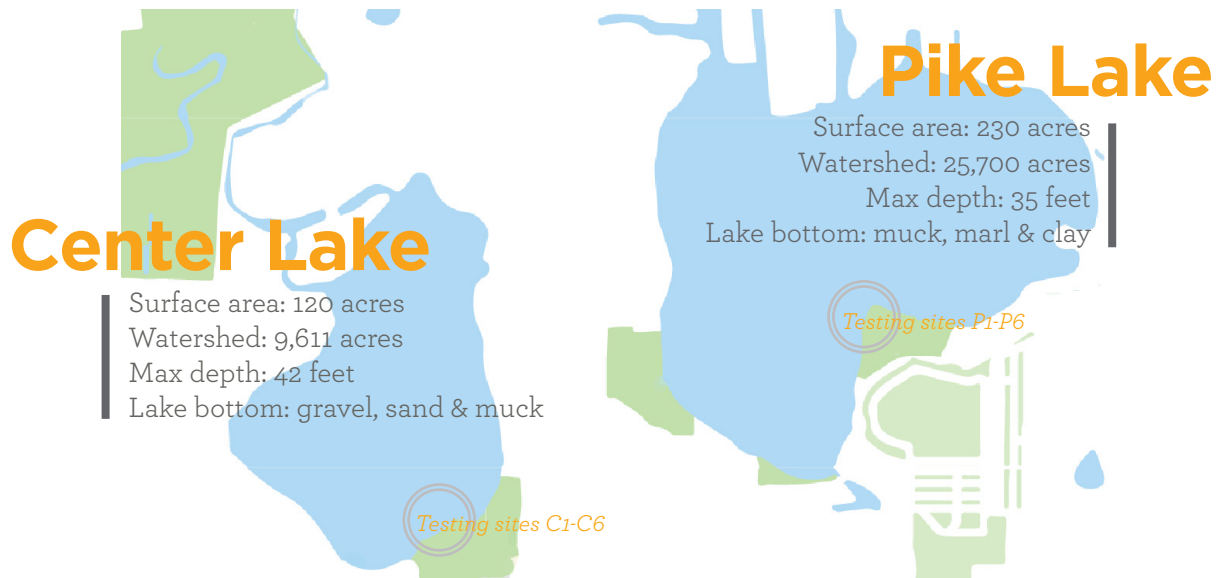 Center Lake
Surface area: 120 acres
Watershed: 9,611 acres
Max depth: 42 feet
Lake bottom: gravel, sand & muck
Testing sites C1-C6
Pike Lake
Surface area: 230 acres
Watershed: 25,700 acres
Max depth: 35 feet
Lake bottom: muck, marl & clay
Testing sites P1-P6